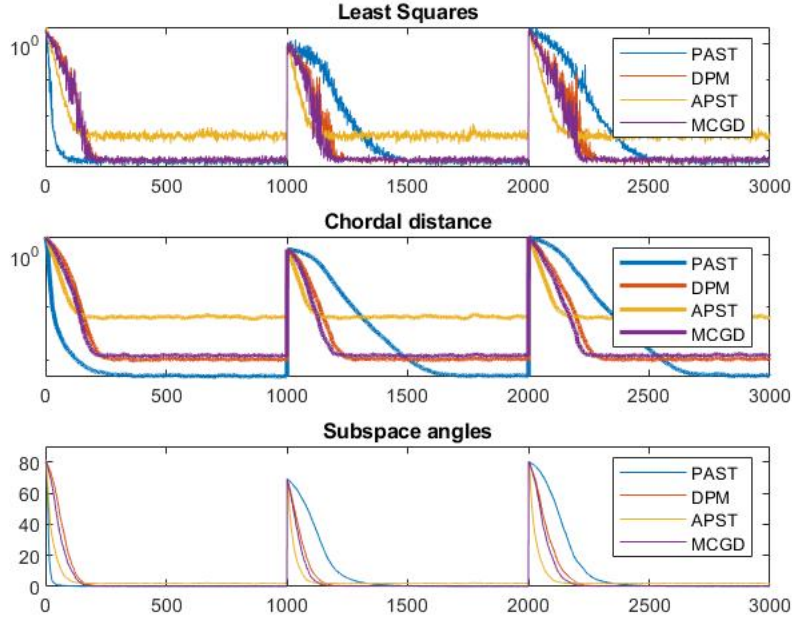 Least Squares
10^0
PAST
DPM
APST
MCGD
0 500 1000 1500 2000 2500 3000
Chordal distance
10^0
PAST
DPM
APST
MCGD
0 500 1000 1500 2000 2500 3000
Subspace angles
80
60
40
20
0
PAST
DPM
APST
MCGD
0 500 1000 1500 2000 2500 3000